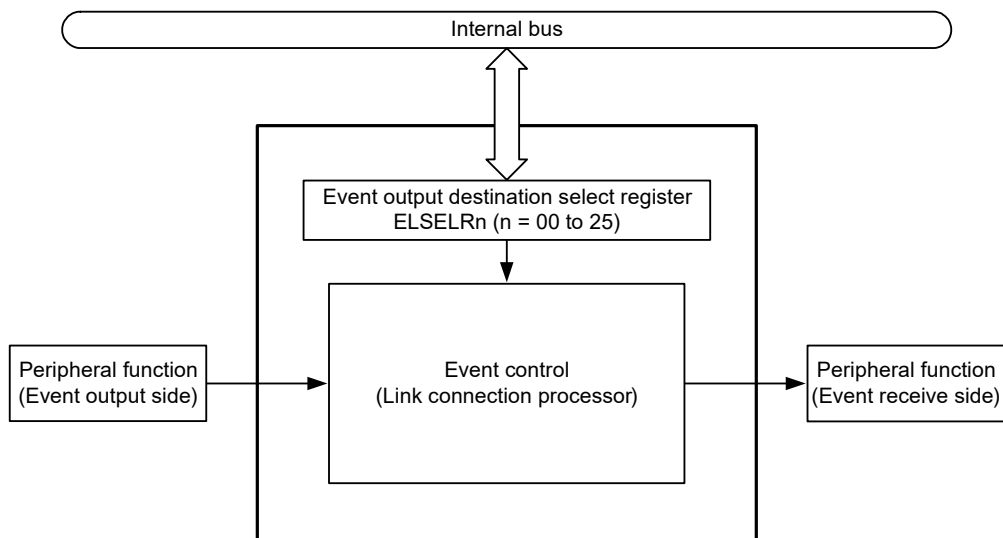 Internal bus
Event output destination select register
ELSELRn (n = 00 to 25)
Peripheral function
(Event output side)
Event control
(Link connection processor)
Peripheral function
(Event receive side)